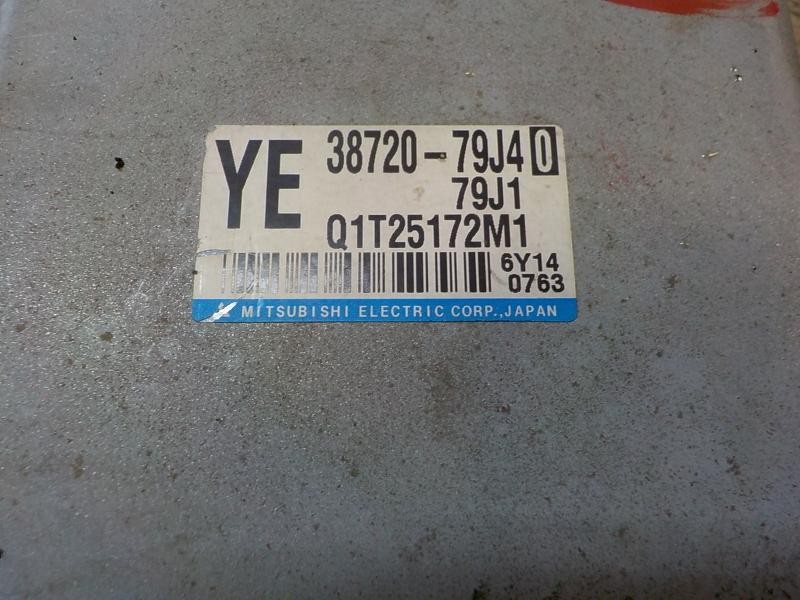 YE 38720-79J40
79J1
Q1T25172M1
6Y14
0763
MITSUBISHI ELECTRIC CORP.,JAPAN